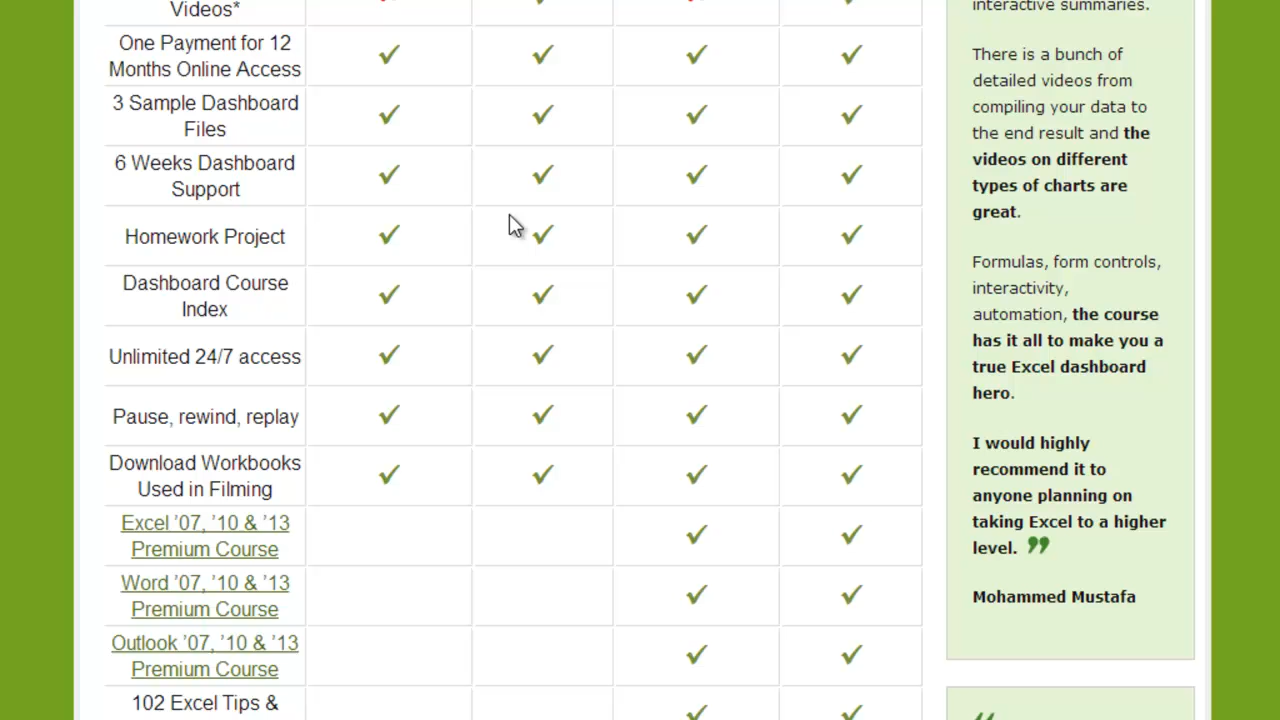 Videos*
One Payment for 12
Months Online Access
3 Sample Dashboard
Files
6 Weeks Dashboard
Support
Homework Project
Dashboard Course
Index
Unlimited 24/7 access
Pause, rewind, replay
Download Workbooks
Used in Filming
Excel ’07, ’10 & ’13
Premium Course
Word ’07, ’10 & ’13
Premium Course
Outlook ’07, ’10 & ’13
Premium Course
102 Excel Tips &
interactive summaries.
There is a bunch of
detailed videos from
compiling your data to
the end result and the
videos on different
types of charts are
great.
Formulas, form controls,
interactivity,
automation, the course
has it all to make you a
true Excel dashboard
hero.
I would highly
recommend it to
anyone planning on
taking Excel to a higher
level. ”
Mohammed Mustafa